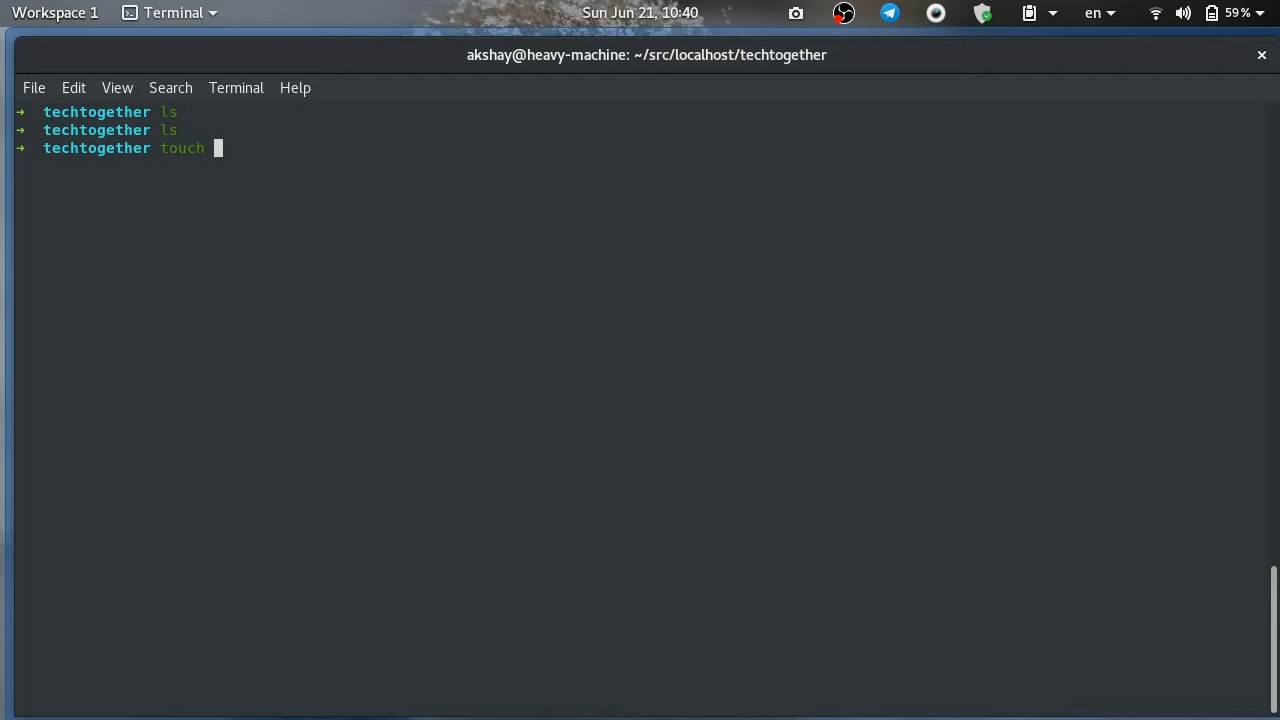 Workspace 1 Terminal Sun Jun 21, 10:40 en 59%
akshay@heavy-machine: ~/src/localhost/techtogether
File Edit View Search Terminal Help
➜ techtogether ls
➜ techtogether ls
➜ techtogether touch